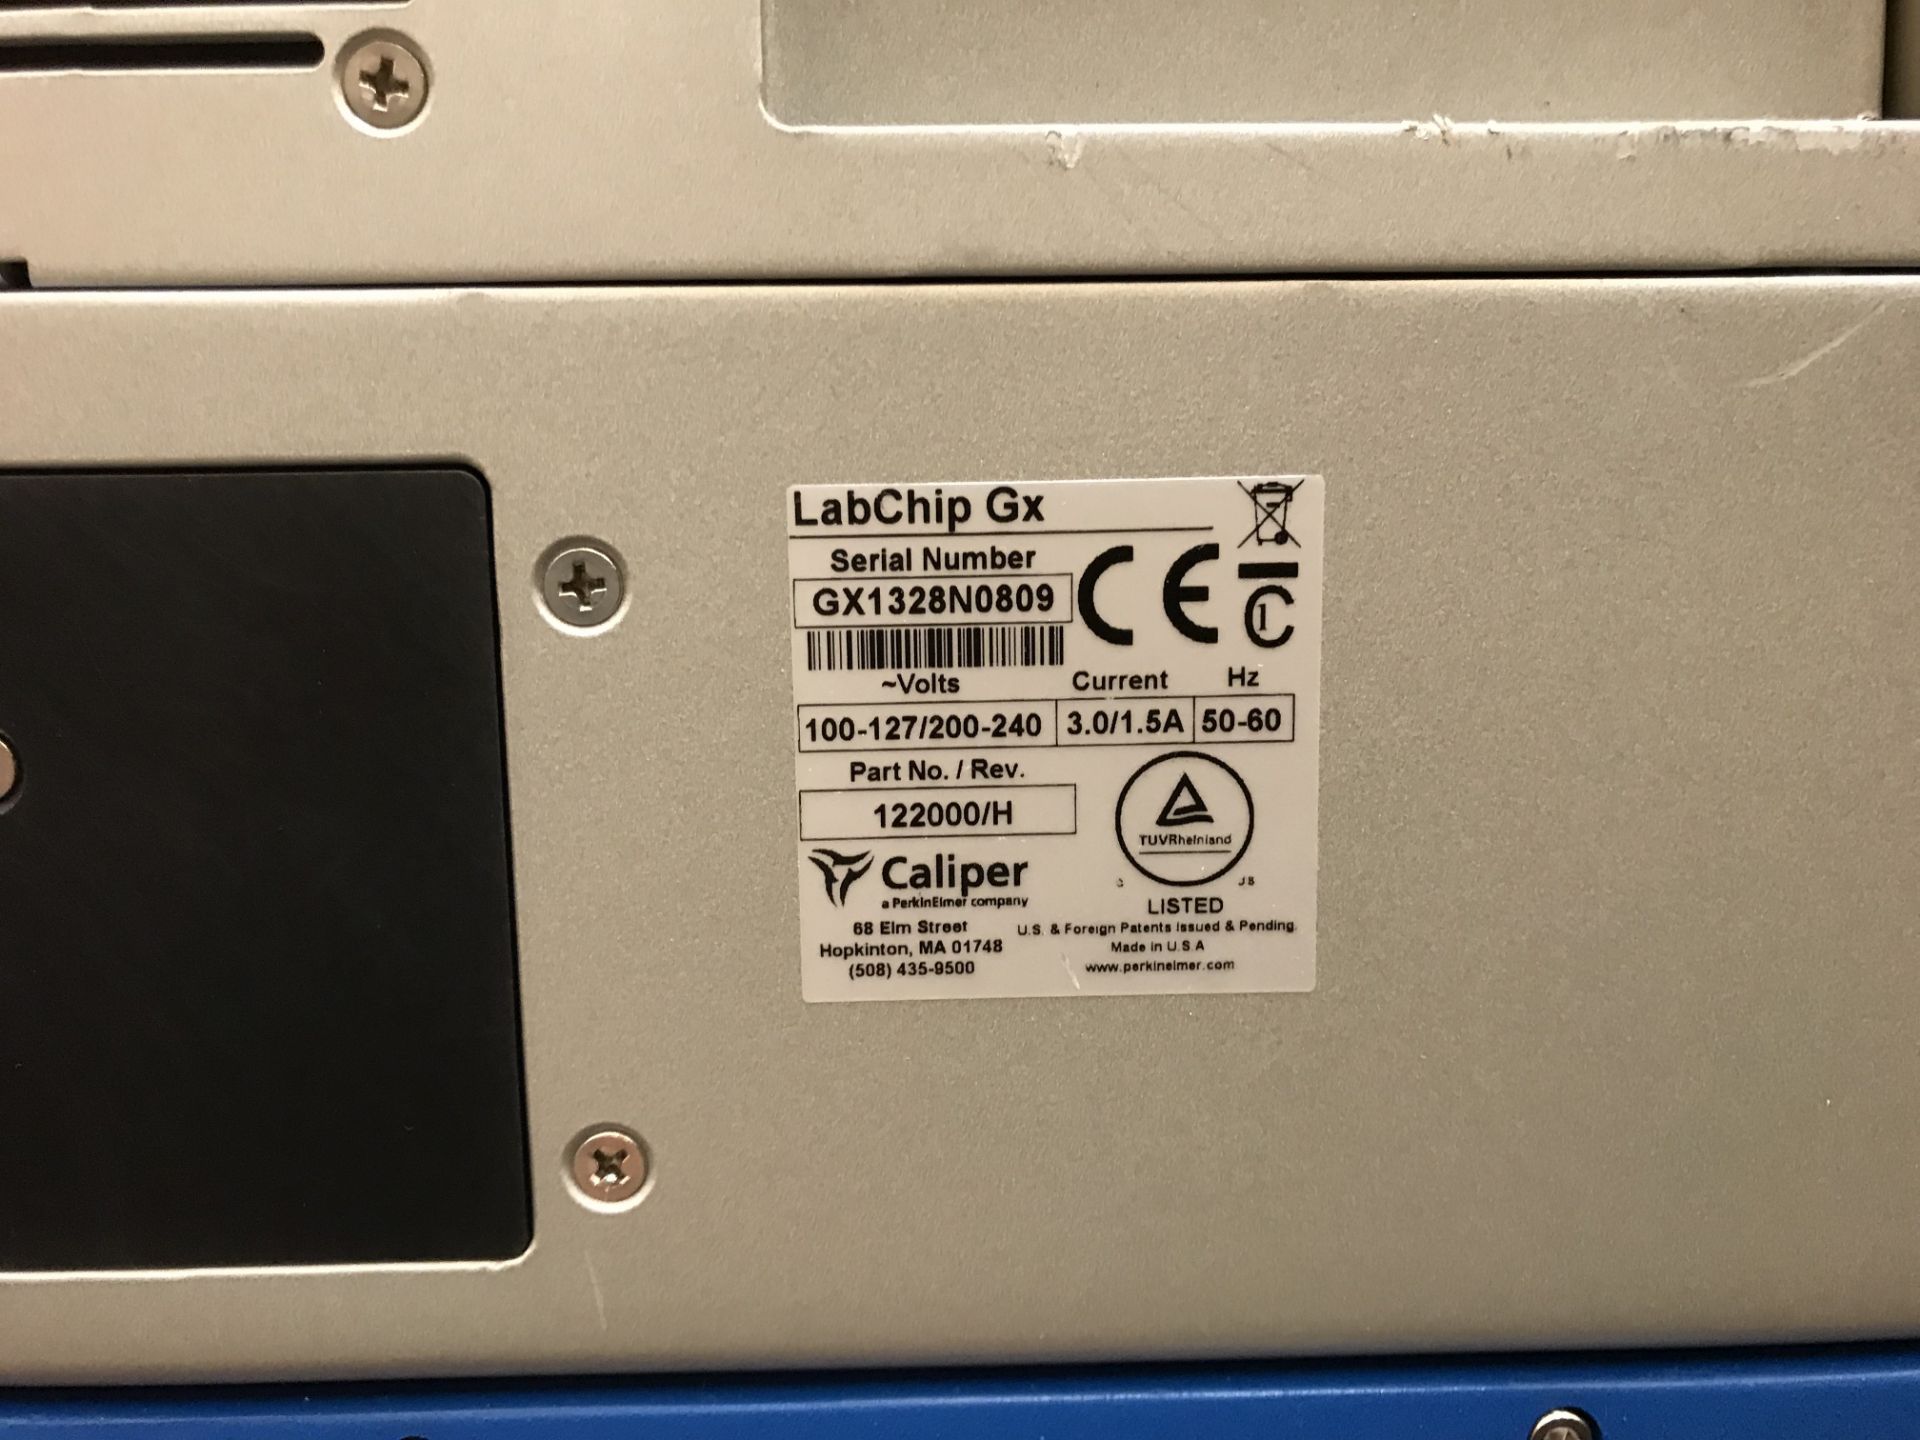 LabChip Gx
Serial Number
GX1328N0809
~Volts Current Hz
100-127/200-240 3.0/1.5A 50-60
Part No. / Rev.
122000/H
TUVRheinland
Caliper
a PerkinElmer company
LISTED
68 Elm Street
Hopkinton, MA 01748
(508) 435-9500
U.S. & Foreign Patents Issued & Pending.
Made in U.S.A
www.perkinelmer.com